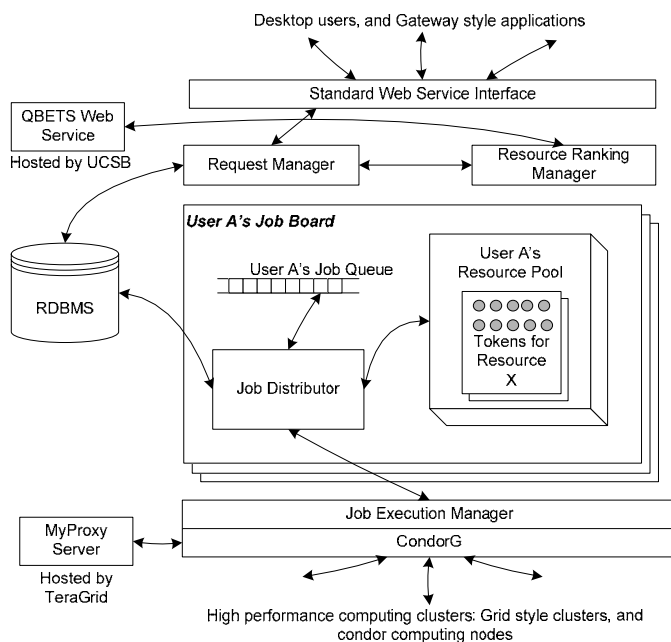 Desktop users, and Gateway style applications
Standard Web Service Interface
QBETS Web
Service
Hosted by UCSB
Request Manager
Resource Ranking
Manager
User A's Job Board
User A's Job Queue
User A's
Resource Pool
Tokens for
Resource
X
RDBMS
Job Distributor
Job Execution Manager
CondorG
MyProxy
Server
Hosted by
TeraGrid
High performance computing clusters: Grid style clusters, and
condor computing nodes